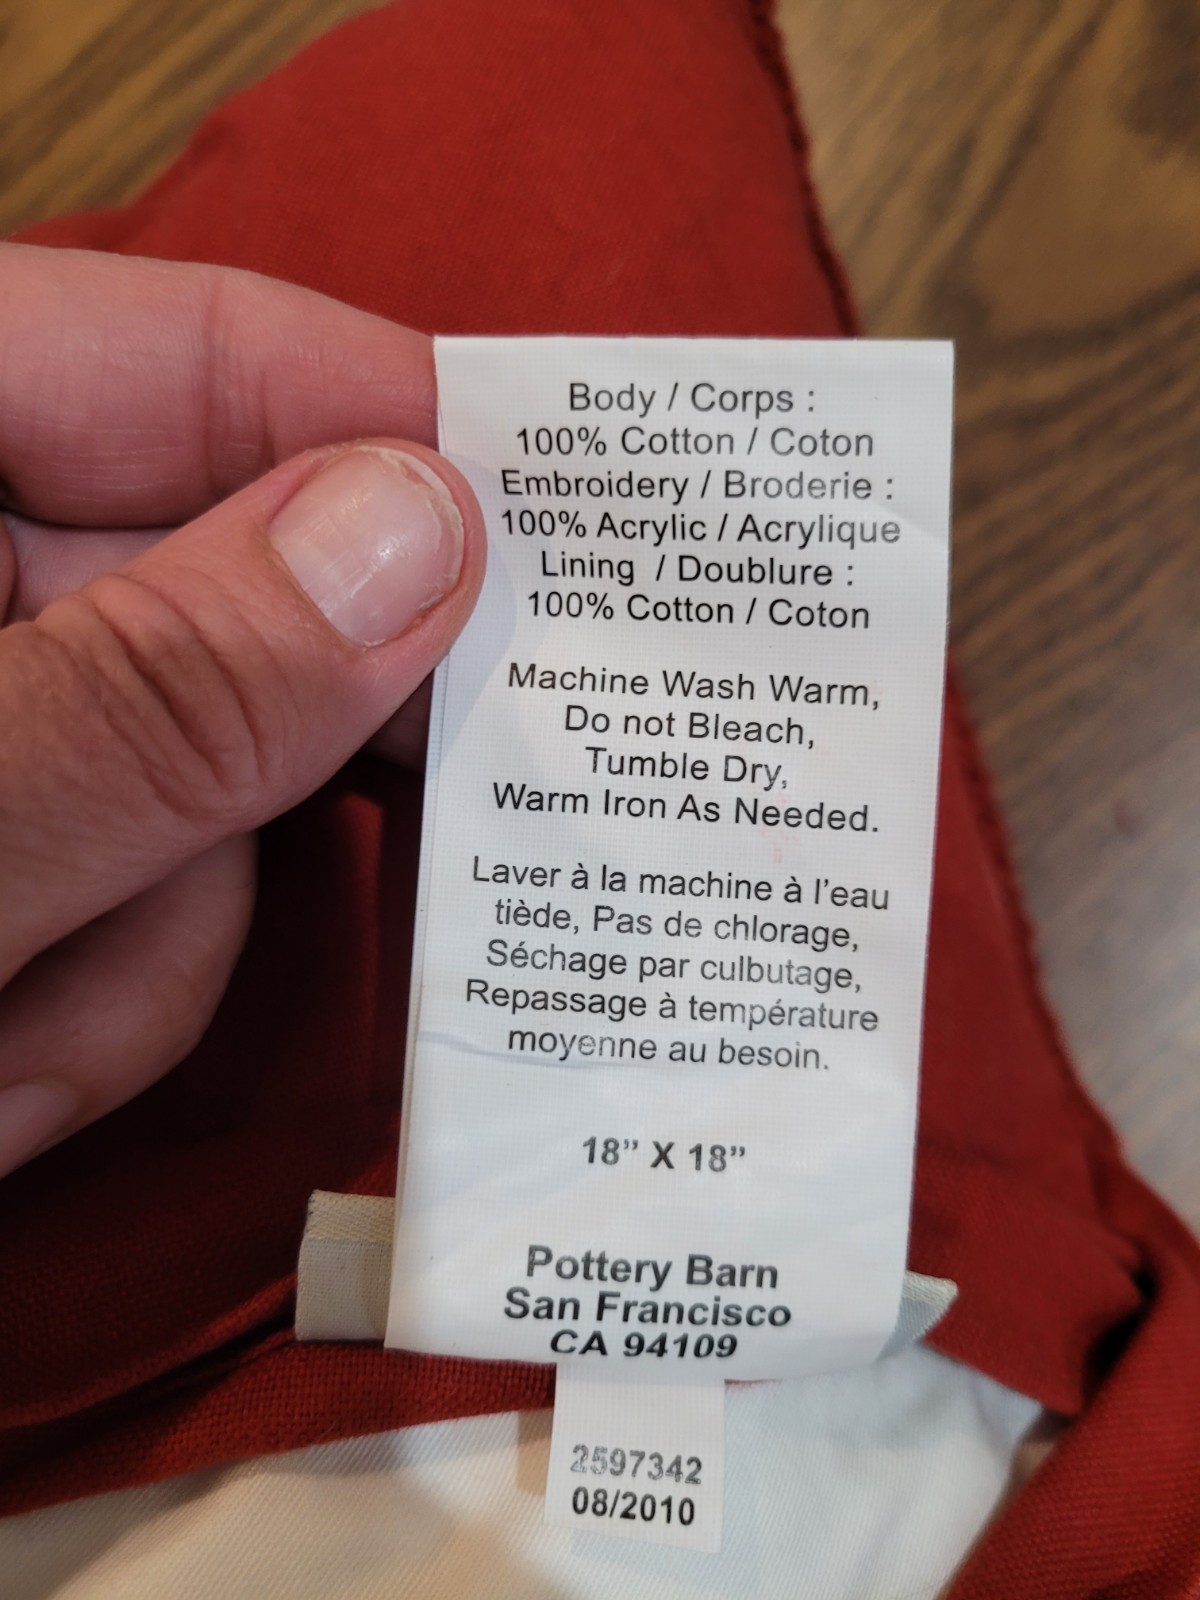 Body / Corps :
100% Cotton / Coton
Embroidery / Broderie :
100% Acrylic / Acrylique
Lining / Doublure :
100% Cotton / Coton
Machine Wash Warm,
Do not Bleach,
Tumble Dry,
Warm Iron As Needed.
Laver à la machine à l’eau
tiède, Pas de chlorage,
Séchage par culbutage,
Repassage à température
moyenne au besoin.
18” X 18”
Pottery Barn
San Francisco
CA 94109
2597342
08/2010